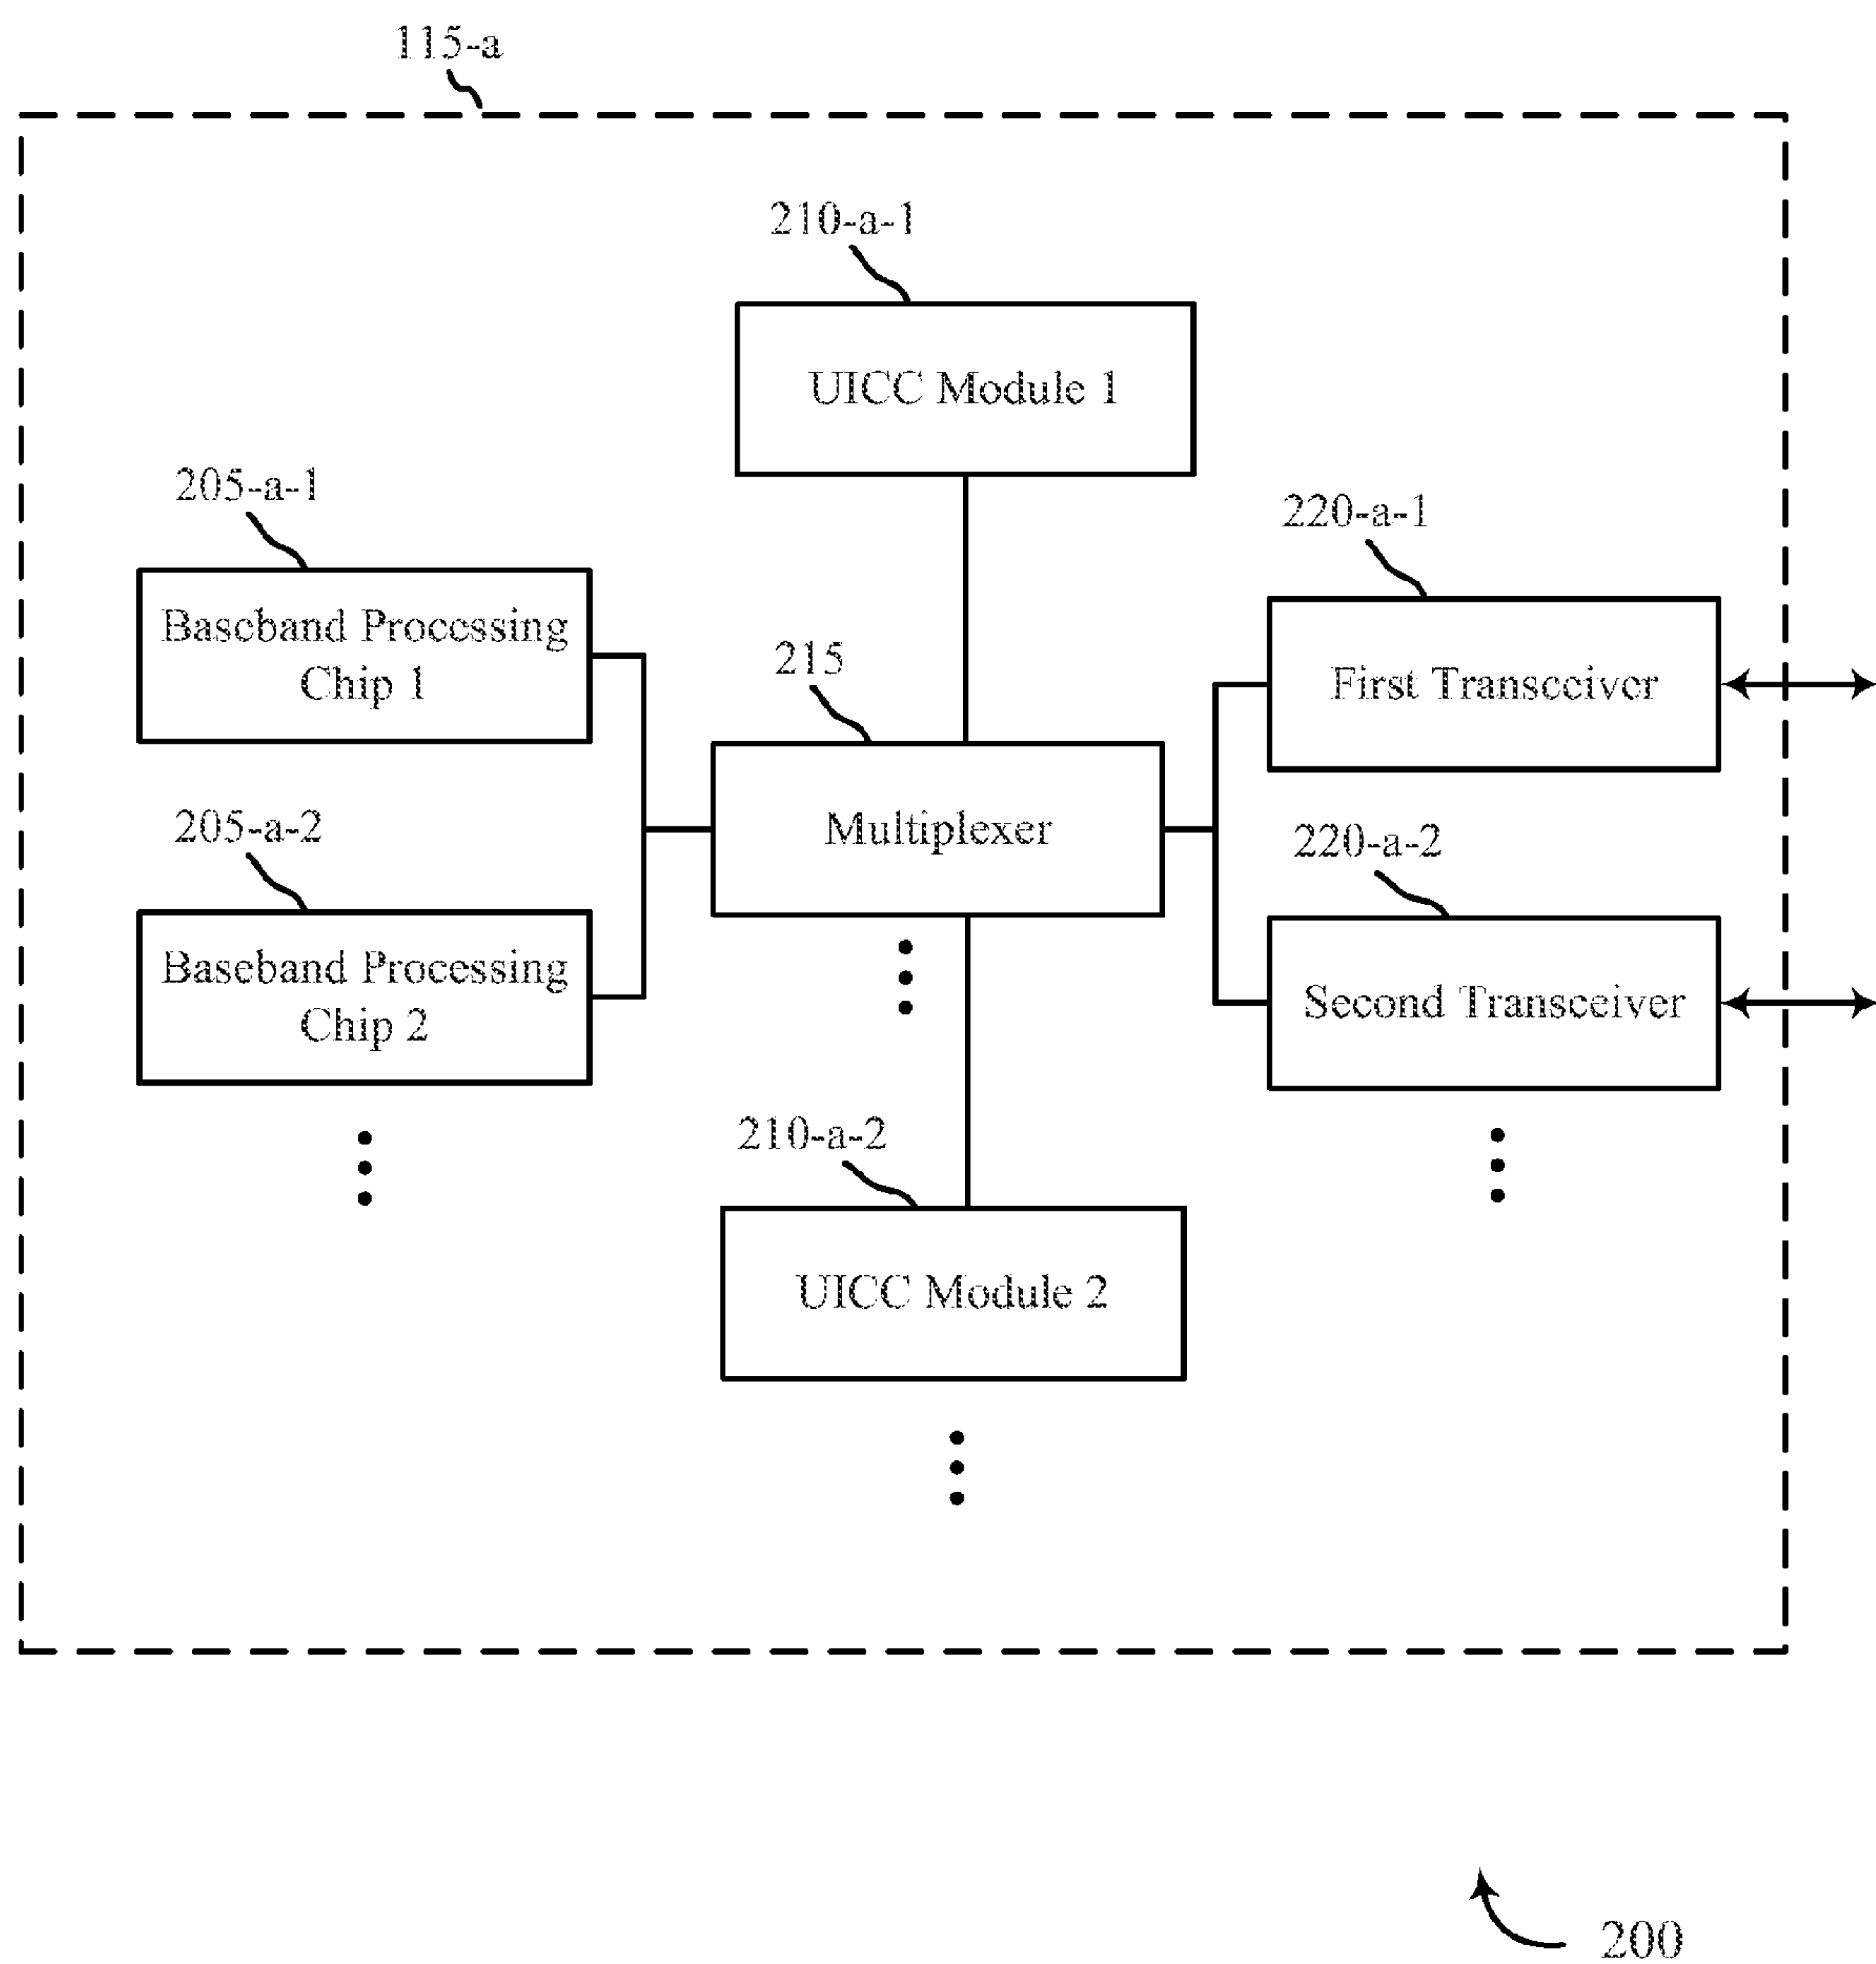 115-a
210-a-1
UICC Module 1
205-a-1
Baseband Processing
Chip 1
220-a-1
First Transceiver
215
Multiplexer
205-a-2
Baseband Processing
Chip 2
220-a-2
Second Transceiver
210-a-2
UICC Module 2
200